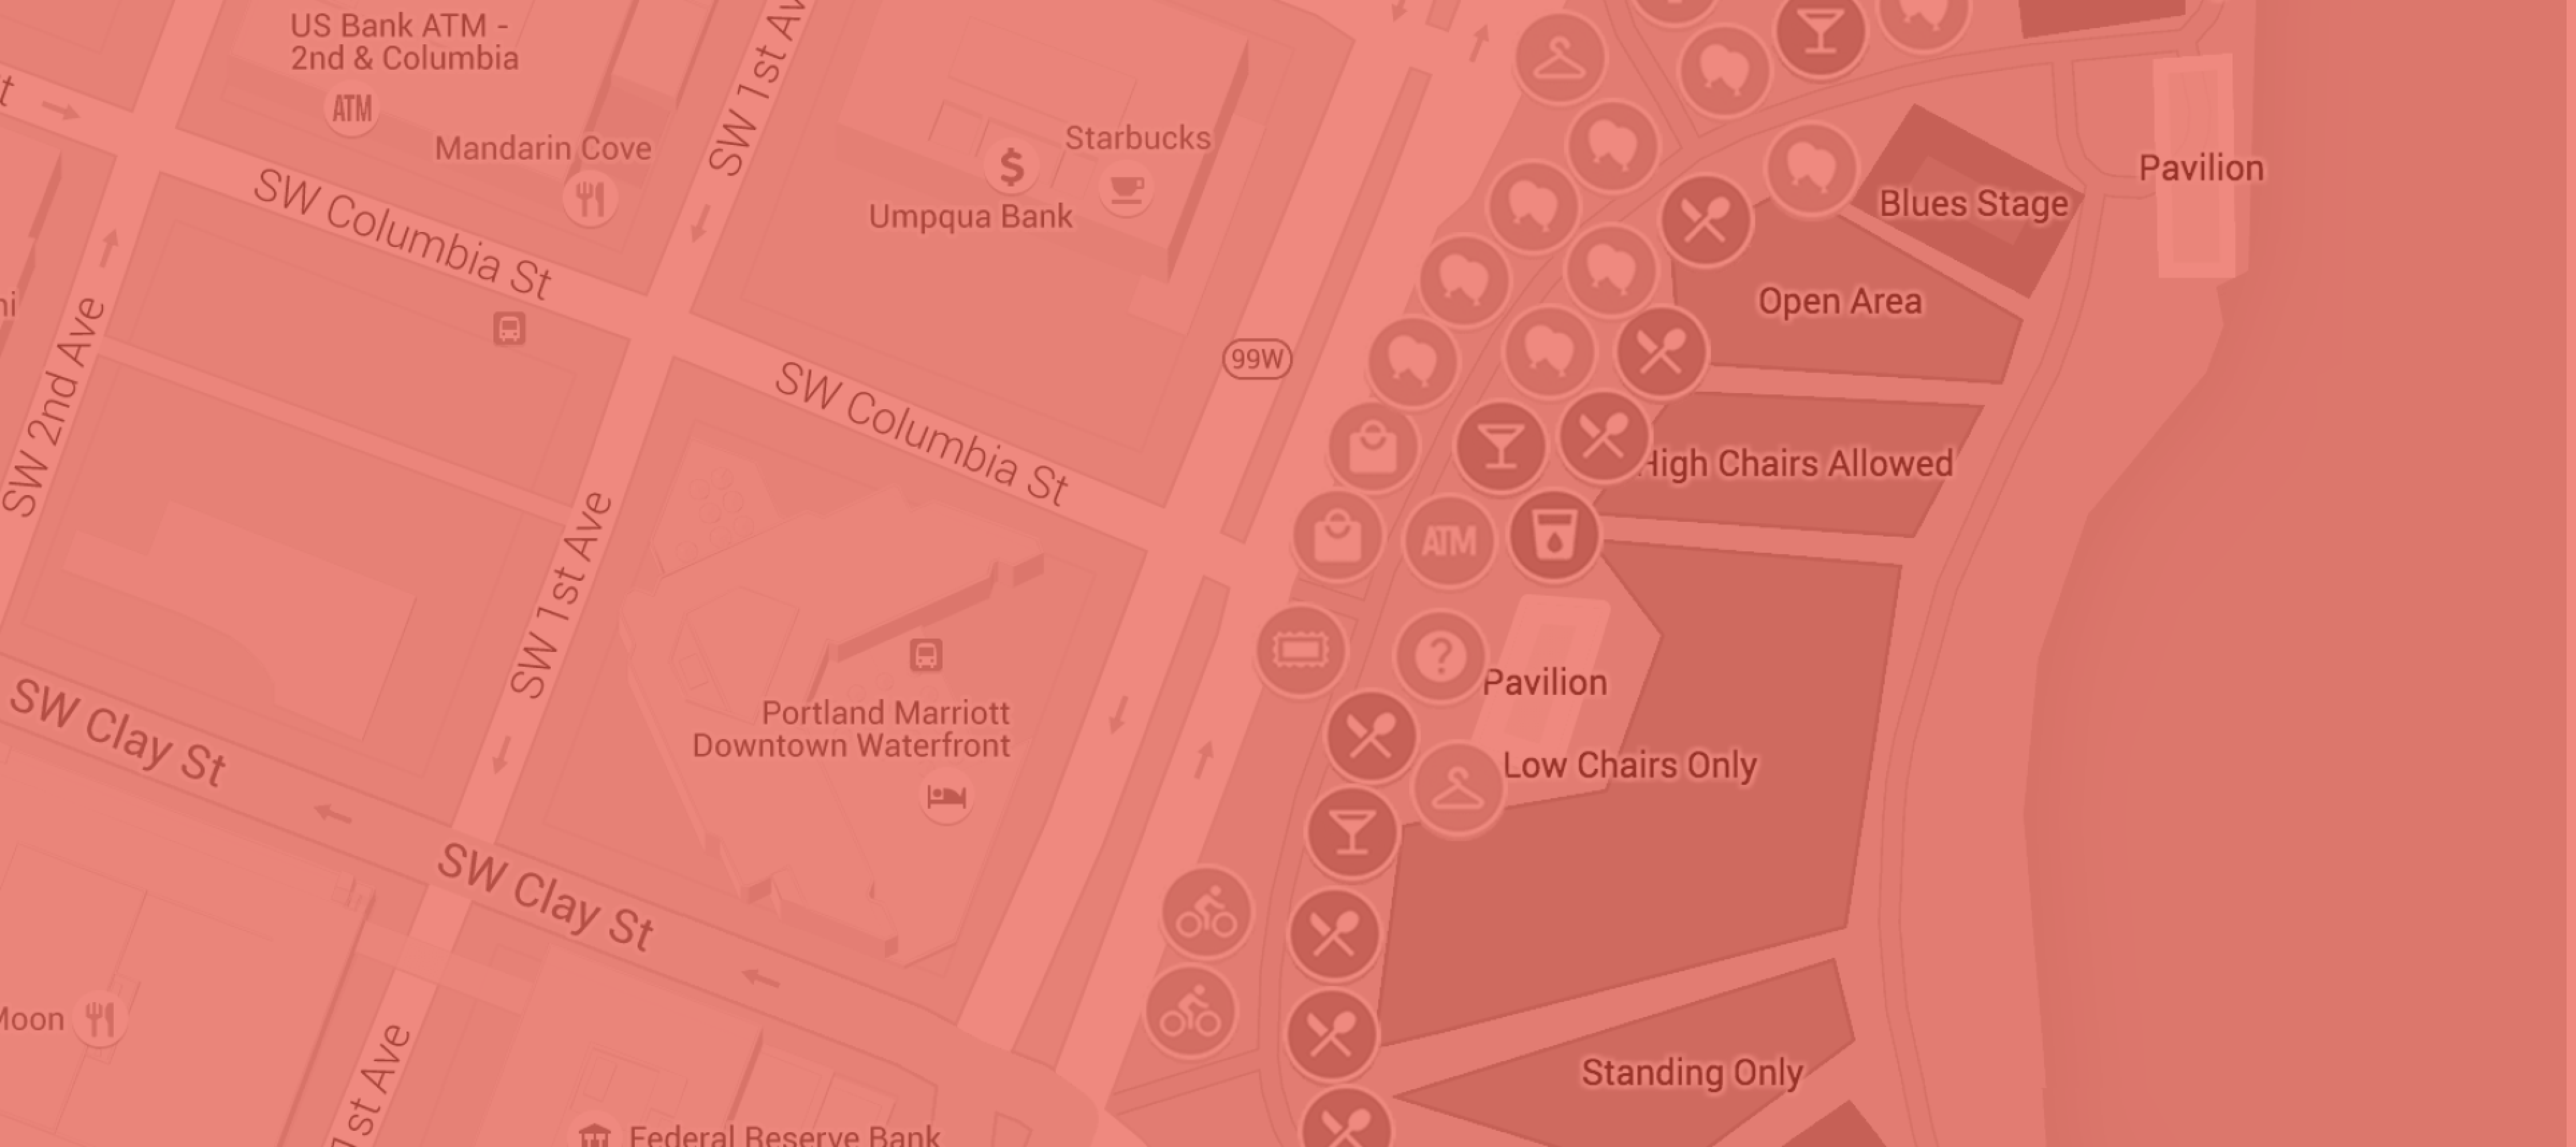 US Bank ATM -
2nd & Columbia
ATM
SW 1st Av
Mandarin Cove
Starbucks
$
Umpqua Bank
SW Columbia St
SW 2nd Ave
99W
SW Columbia St
SW 1st Ave
Portland Marriott
Downtown Waterfront
SW Clay St
SW Clay St
Moon
1st Ave
Federal Reserve Bank
Pavilion
Blues Stage
Open Area
High Chairs Allowed
ATM
?
Pavilion
Low Chairs Only
Standing Only